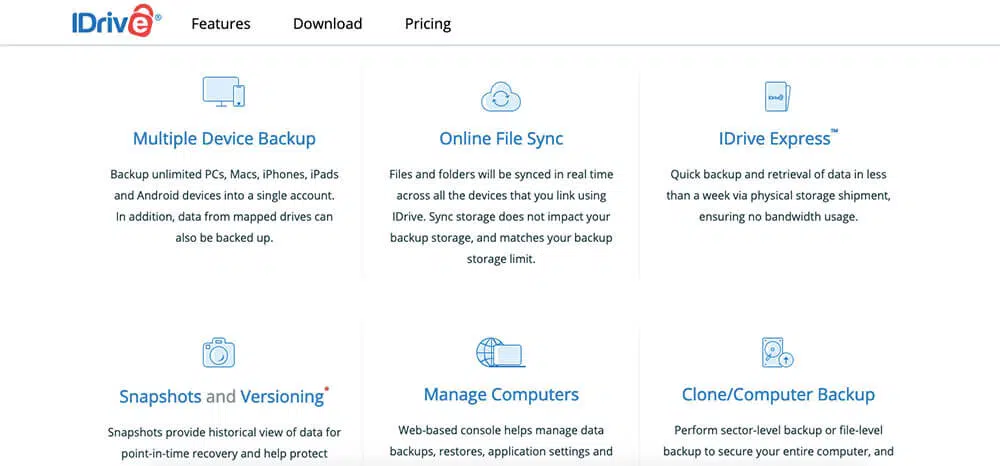 IDrive®
Features
Download
Pricing
Multiple Device Backup
Backup unlimited PCs, Macs, iPhones, iPads
and Android devices into a single account.
In addition, data from mapped drives can
also be backed up.
Online File Sync
Files and folders will be synced in real time
across all the devices that you link using
IDrive. Sync storage does not impact your
backup storage, and matches your backup
storage limit.
IDrive
IDrive Express™
Quick backup and retrieval of data in less
than a week via physical storage shipment,
ensuring no bandwidth usage.
Snapshots and Versioning*
Snapshots provide historical view of data for
point-in-time recovery and help protect
Manage Computers
Web-based console helps manage data
backups, restores, application settings and
Clone/Computer Backup
Perform sector-level backup or file-level
backup to secure your entire computer, and